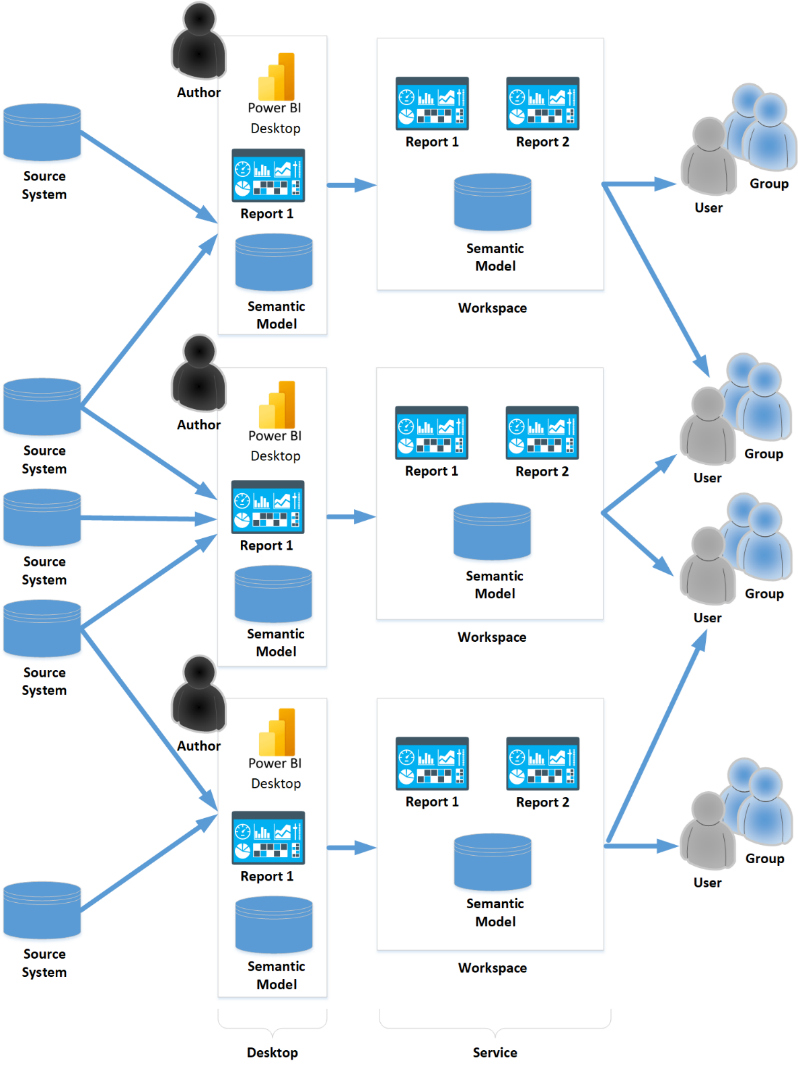 Author
Power BI
Desktop
Source
System
Report 1
Semantic
Model
Report 1
Report 2
Semantic
Model
Workspace
User
Group
Author
Power BI
Desktop
Source
System
Report 1
Semantic
Model
Source
System
Source
System
Report 1
Report 2
Semantic
Model
Workspace
User
Group
User
Group
Author
Power BI
Desktop
Report 1
Semantic
Model
Source
System
Report 1
Report 2
Semantic
Model
Workspace
User
Group
Desktop
Service